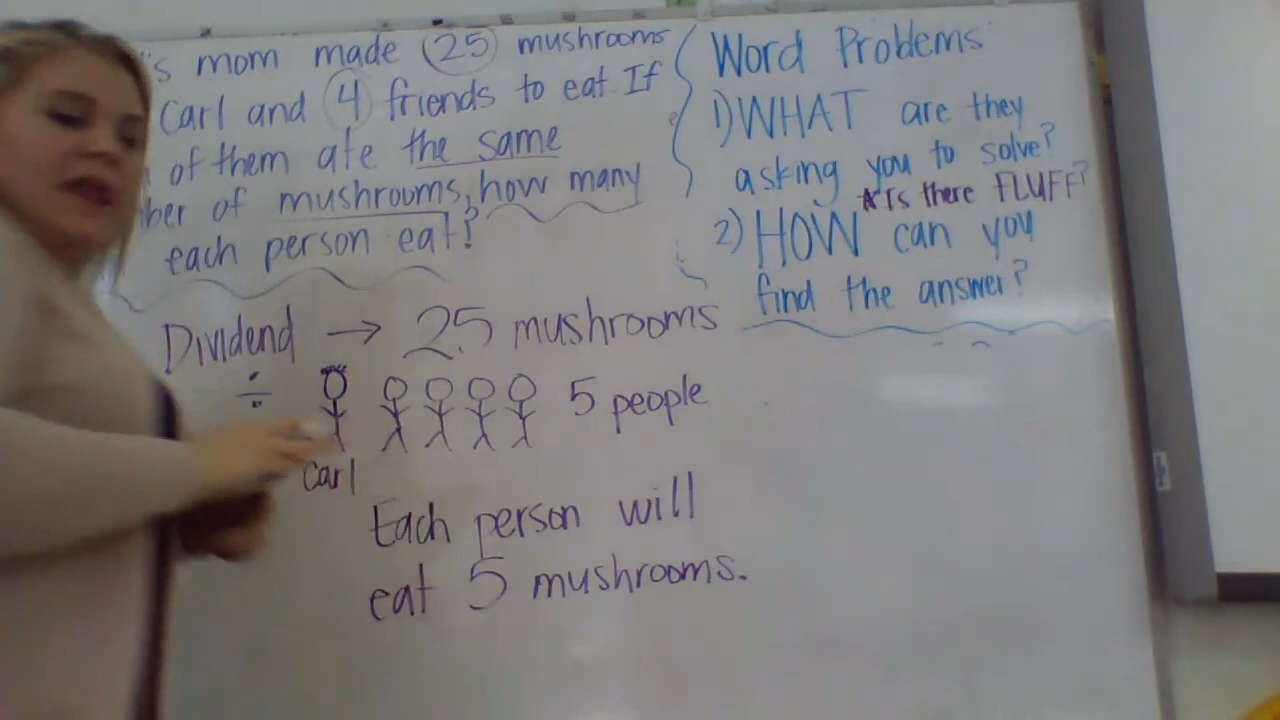 's mom made 25 mushrooms
Carl and 4 friends to eat If
of them ate the same
ber of mushrooms, how many
each person eat?
Word Problems
1) WHAT are they
asking you to solve?
*Is there FLUFF?
2) HOW can you
find the answer?
Dividend → 25 mushrooms
÷ 5 people
Carl
Each person will
eat 5 mushrooms.